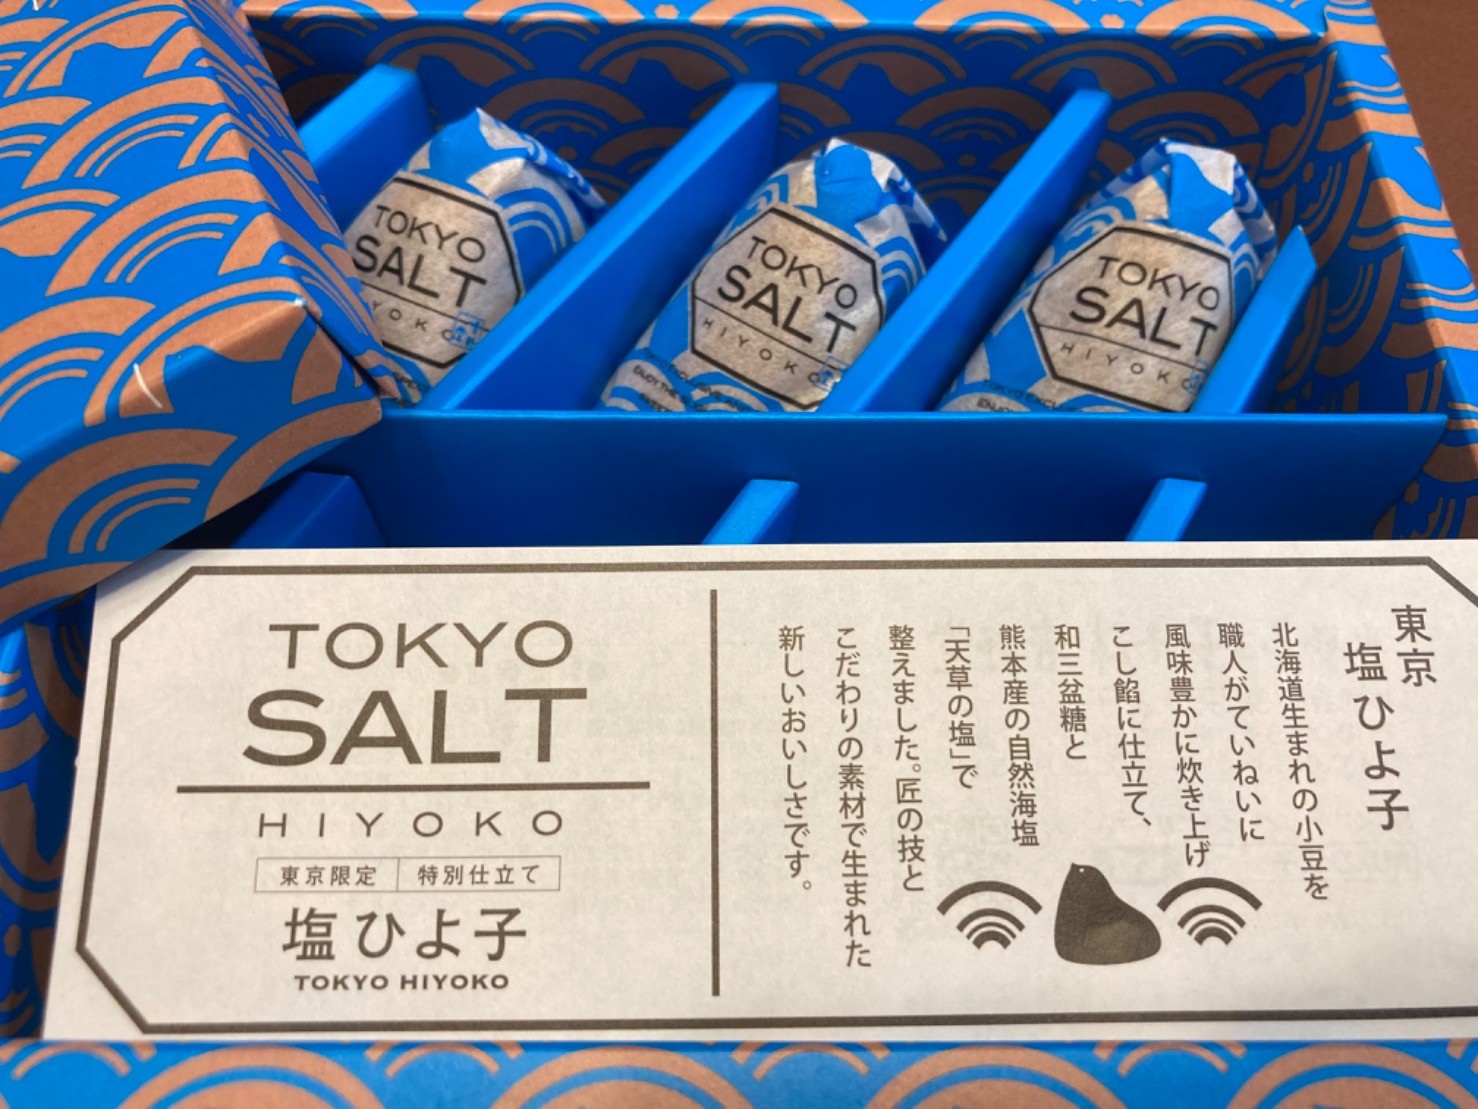 TOKYO
SALT
HIYOKO
TOKYO
SALT
HIYOKO
ENJOY THE
TOKYO
SALT
HIYOKO
TOKYO
SALT
HIYOKO
東京限定 特別仕立て
塩ひよ子
TOKYO HIYOKO
東京
塩ひよ子
北海道生まれの小豆を
職人がていねいに
風味豊かに炊き上げ
こし餡に仕立て、
和三盆糖と
熊本産の自然海塩
「天草の塩」で
整えました。匠の技と
こだわりの素材で生まれた
新しいおいしさです。